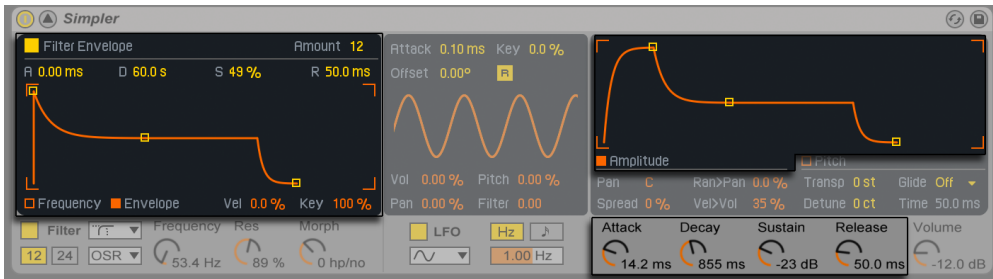 Simpler
Filter Envelope Amount 12
A 0.00 ms D 60.0 s S 49 % R 50.0 ms
Frequency Envelope Vel 0.0 % Key 100 %
Attack 0.10 ms Key 0.0 %
Offset 0.00° R
Vol 0.00 % Pitch 0.00 %
Pan 0.00 % Filter 0.00
Amplitude Pitch
Pan C Ran>Pan 0.0 % Transp 0 st Glide Off
Spread 0 % Vel>Vol 35 % Detune 0 ct Time 50.0 ms
Filter Frequency Res Morph
12 24 OSR 53.4 Hz 89 % 0 hp/no
LFO Hz
1.00 Hz
Attack Decay Sustain Release Volume
14.2 ms 855 ms -23 dB 50.0 ms -12.0 dB